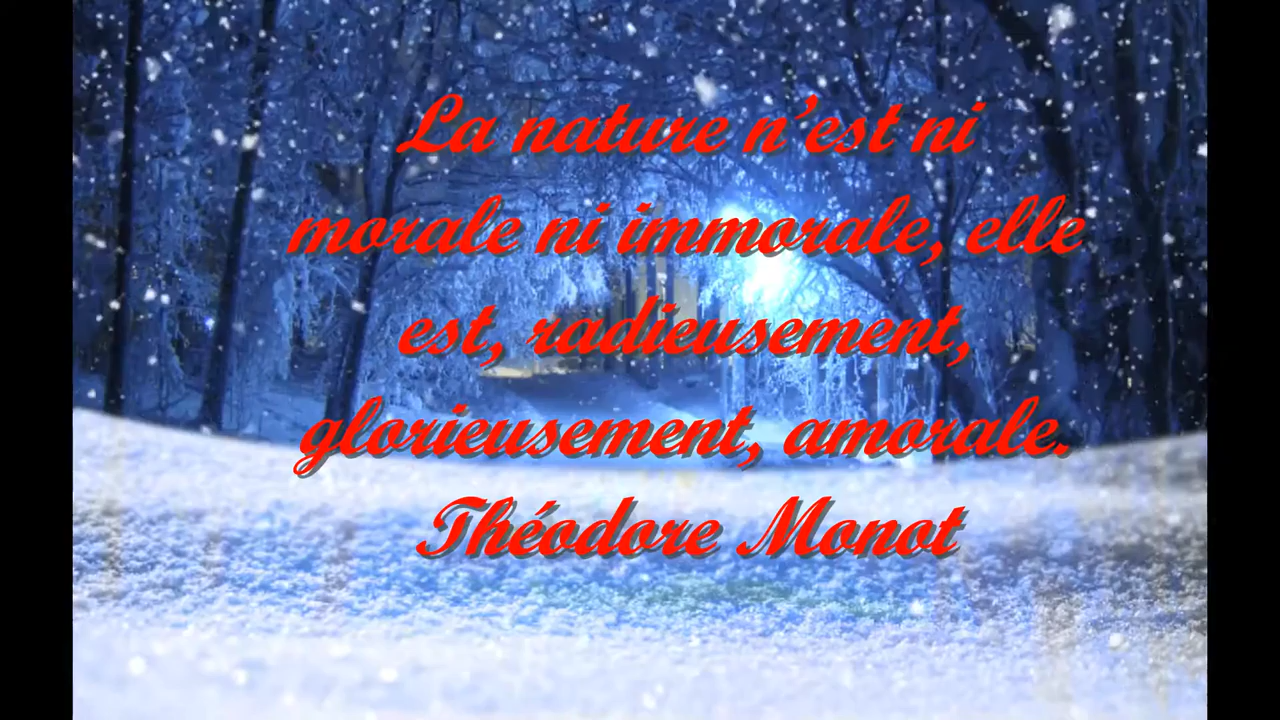 La nature n'est ni
morale ni immorale, elle
est, radieusement,
glorieusement, amorale.
Théodore Monot